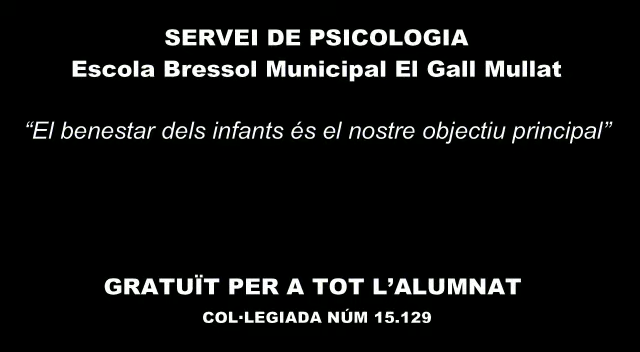 SERVEI DE PSICOLOGIA
Escola Bressol Municipal El Gall Mullat
“El benestar dels infants és el nostre objectiu principal”
GRATUÏT PER A TOT L’ALUMNAT
COL·LEGIADA NÚM 15.129